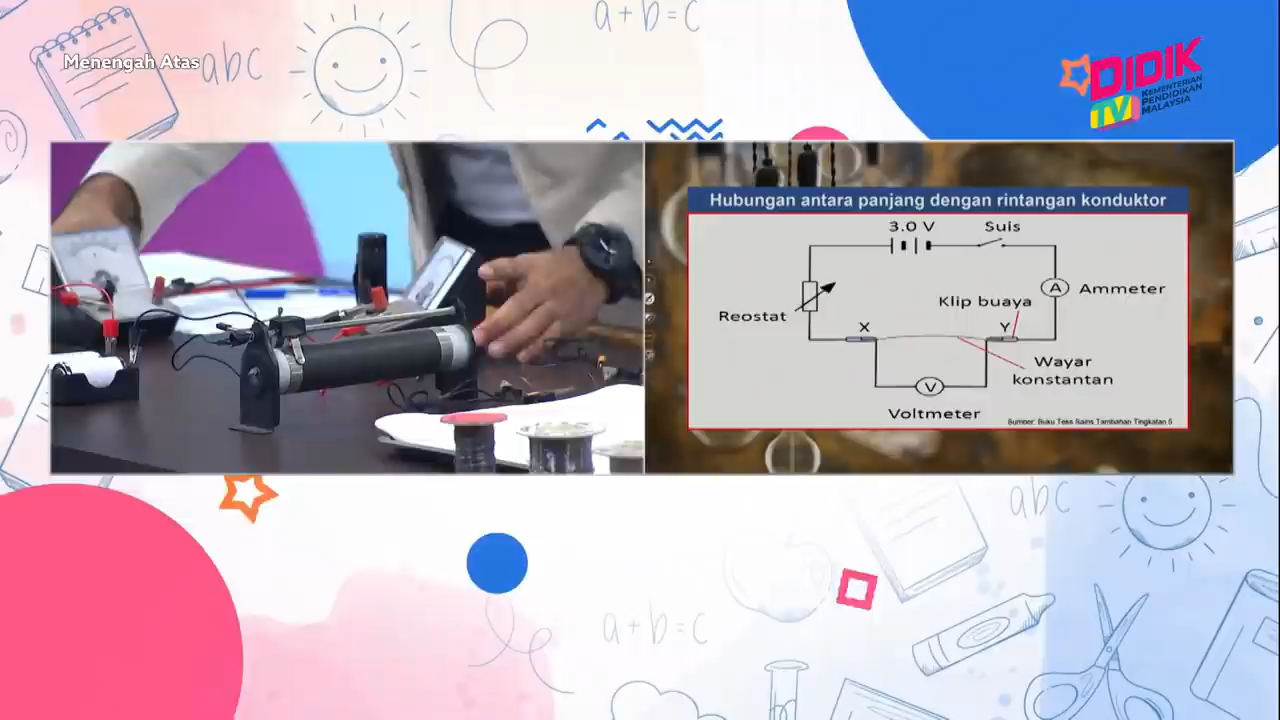 a+b=c
Menengah Atas
abc
DIDIK
TV
KEMENTERIAN
PENDIDIKAN
MALAYSIA
Hubungan antara panjang dengan rintangan konduktor
3.0 V
Suis
A
Ammeter
Klip buaya
Reostat
X
Y
Wayar
konstantan
V
Voltmeter
Sumber: Buku Teks Sains Tambahan Tingkatan 5
abc
a+b=c